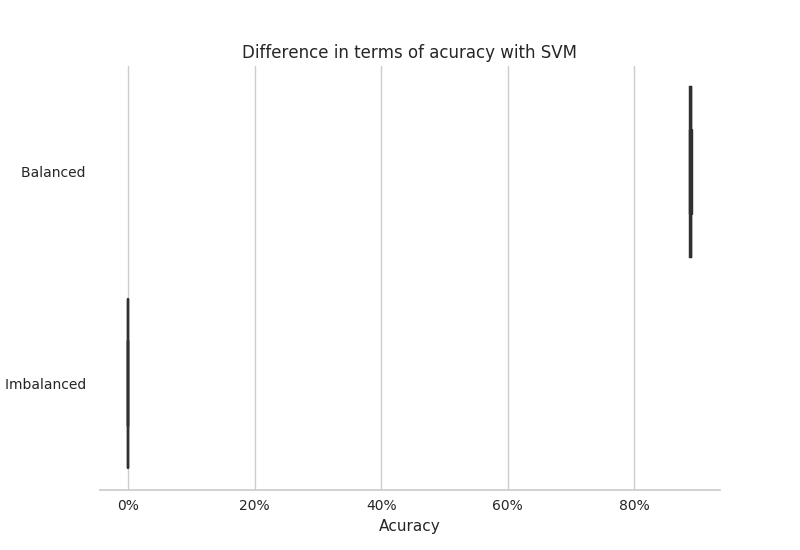 Difference in terms of acuracy with SVM
Balanced
Imbalanced
0% 20% 40% 60% 80%
Acuracy